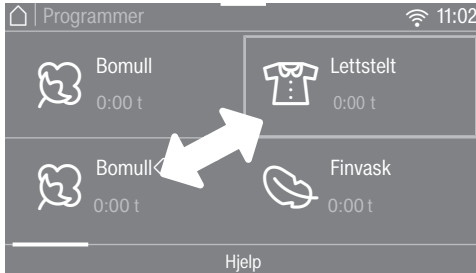 Programmer 11:02
Bomull Lettstelt
0:00 t 0:00 t
Bomull Finvask
0:00 t 0:00 t
Hjelp